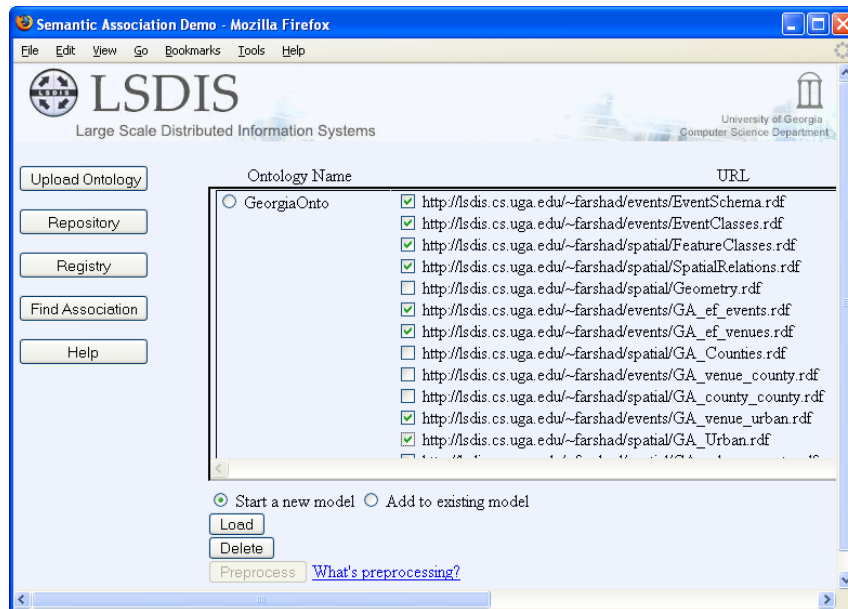 Semantic Association Demo - Mozilla Firefox
File Edit View Go Bookmarks Tools Help
LSDIS
Large Scale Distributed Information Systems
University of Georgia
Computer Science Department
Upload Ontology
Repository
Registry
Find Association
Help
Ontology Name URL
GeorgiaOnto http://lsdis.cs.uga.edu/~farshad/events/EventSchema.rdf
http://lsdis.cs.uga.edu/~farshad/events/EventClasses.rdf
http://lsdis.cs.uga.edu/~farshad/spatial/FeatureClasses.rdf
http://lsdis.cs.uga.edu/~farshad/spatial/SpatialRelations.rdf
http://lsdis.cs.uga.edu/~farshad/spatial/Geometry.rdf
http://lsdis.cs.uga.edu/~farshad/events/GA_ef_events.rdf
http://lsdis.cs.uga.edu/~farshad/events/GA_ef_venues.rdf
http://lsdis.cs.uga.edu/~farshad/spatial/GA_Counties.rdf
http://lsdis.cs.uga.edu/~farshad/events/GA_venue_county.rdf
http://lsdis.cs.uga.edu/~farshad/spatial/GA_county_county.rdf
http://lsdis.cs.uga.edu/~farshad/events/GA_venue_urban.rdf
http://lsdis.cs.uga.edu/~farshad/spatial/GA_Urban.rdf
Start a new model Add to existing model
Load
Delete
Preprocess What's preprocessing?